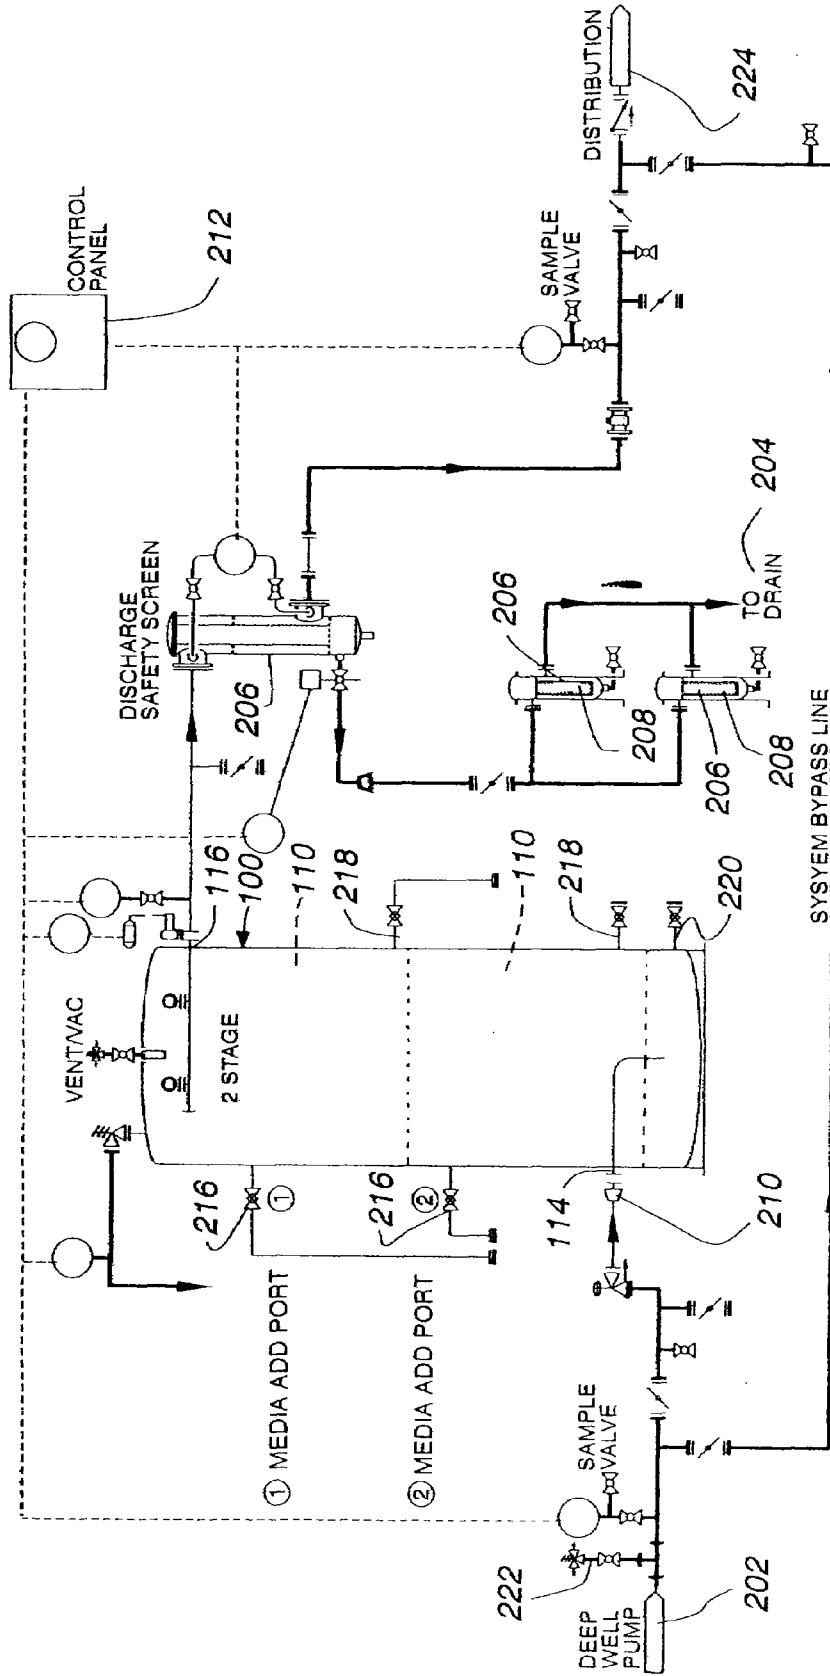 CONTROL
PANEL
212
DISTRIBUTION
224
SAMPLE
VALVE
DISCHARGE
SAFETY SCREEN
206
206
208
206
208
204
TO
DRAIN
VENT/VAC
116
100
110
218
110
218
220
2 STAGE
216
①
216
②
114
210
① MEDIA ADD PORT
② MEDIA ADD PORT
SAMPLE
VALVE
222
DEEP
WELL
PUMP
202
SYSYEM BYPASS LINE